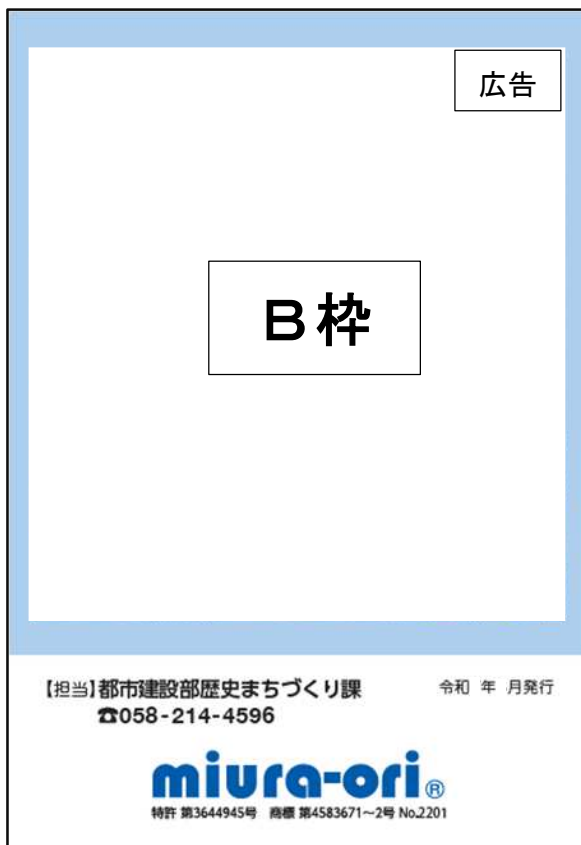 広告
B枠
【担当】都市建設部歴史まちづくり課
令和 年 月発行
☎058-214-4596
miura-ori®
特許 第3644945号 商標 第4583671～2号 No.2201